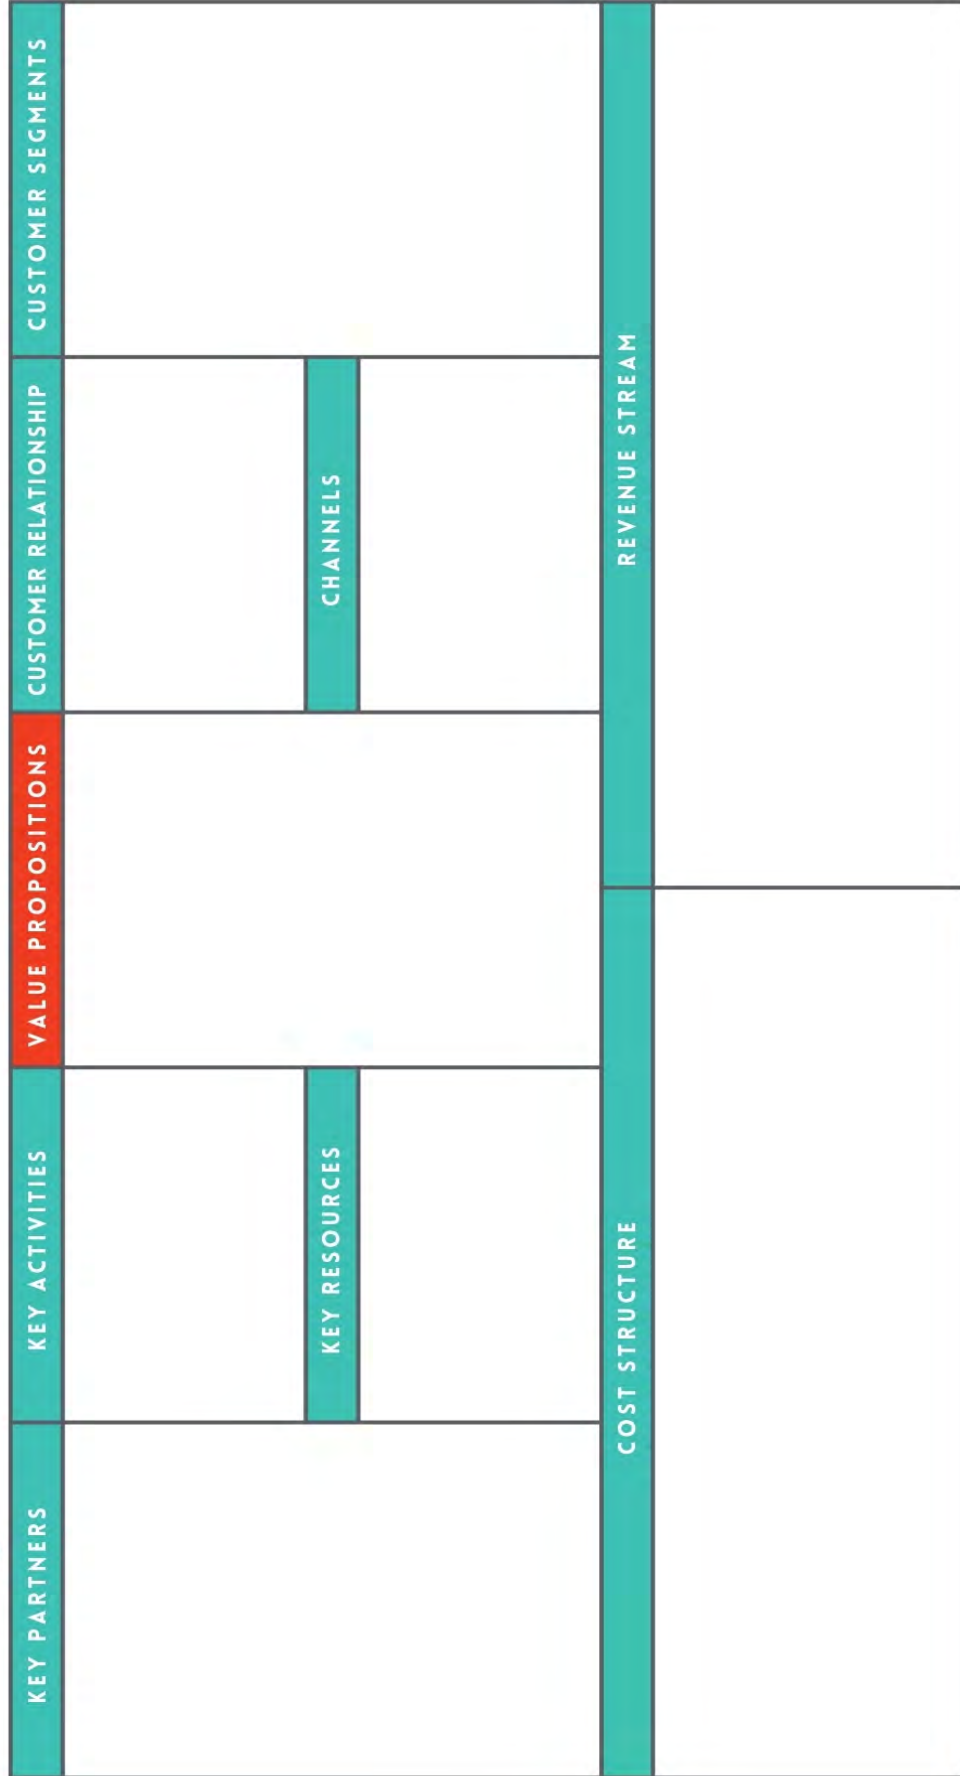 KEY PARTNERS
KEY ACTIVITIES
VALUE PROPOSITIONS
CUSTOMER RELATIONSHIP
CUSTOMER SEGMENTS
KEY RESOURCES
CHANNELS
COST STRUCTURE
REVENUE STREAM